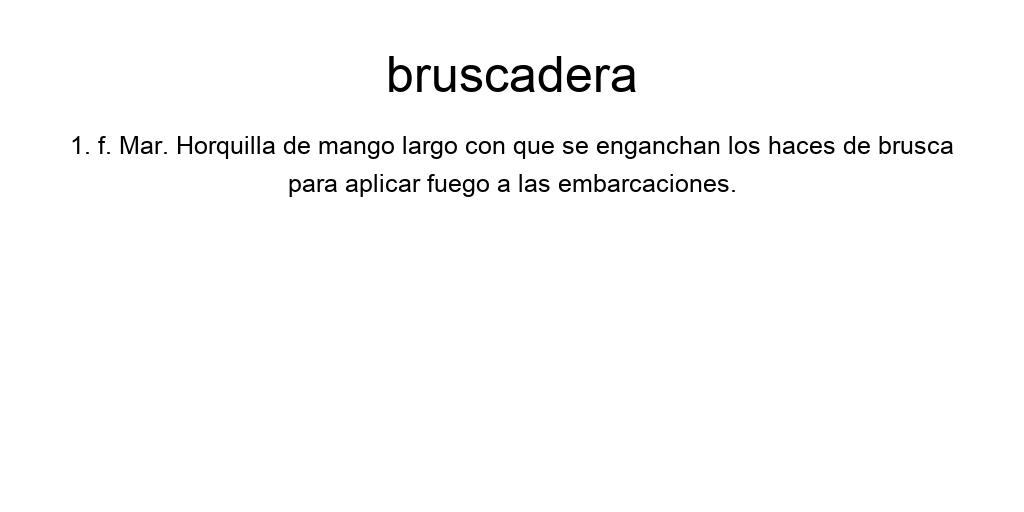 bruscadera
1. f. Mar. Horquilla de mango largo con que se enganchan los haces de brusca
para aplicar fuego a las embarcaciones.